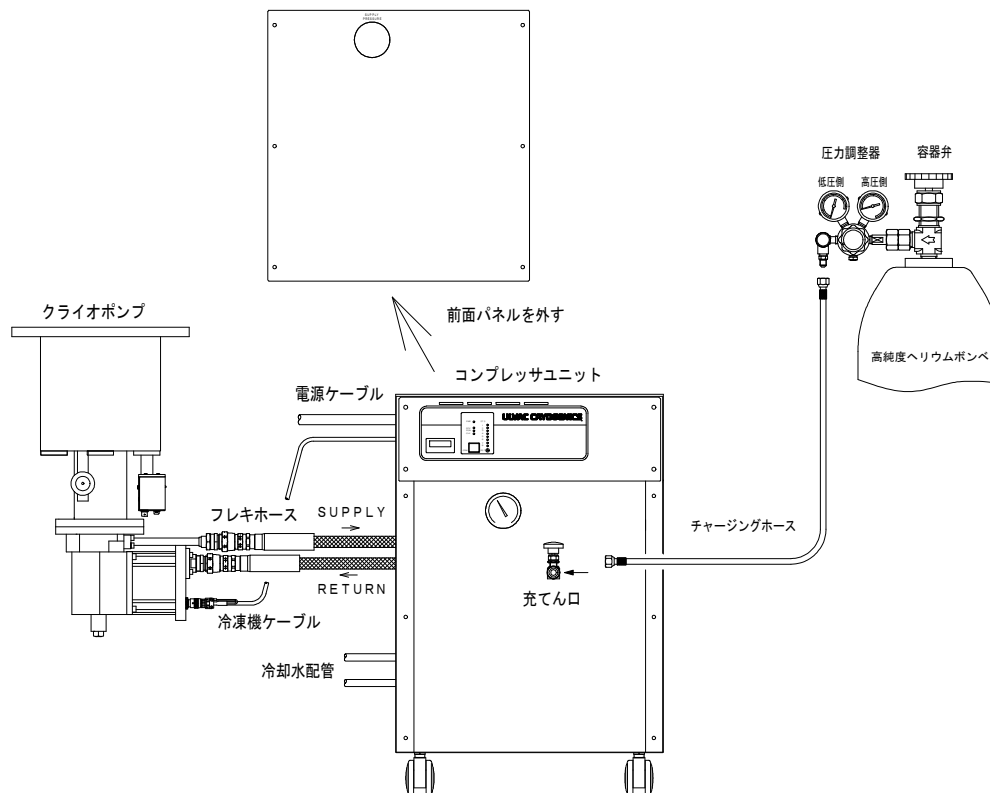 SUPPLY
PRESSURE
圧力調整器
容器弁
低圧側
高圧側
クライオポンプ
前面パネルを外す
高純度ヘリウムボンベ
コンプレッサユニット
電源ケーブル
ULVAC CRYOGENICS
フレキホース
SUPPLY
チャージングホース
RETURN
充てん口
冷凍機ケーブル
冷却水配管